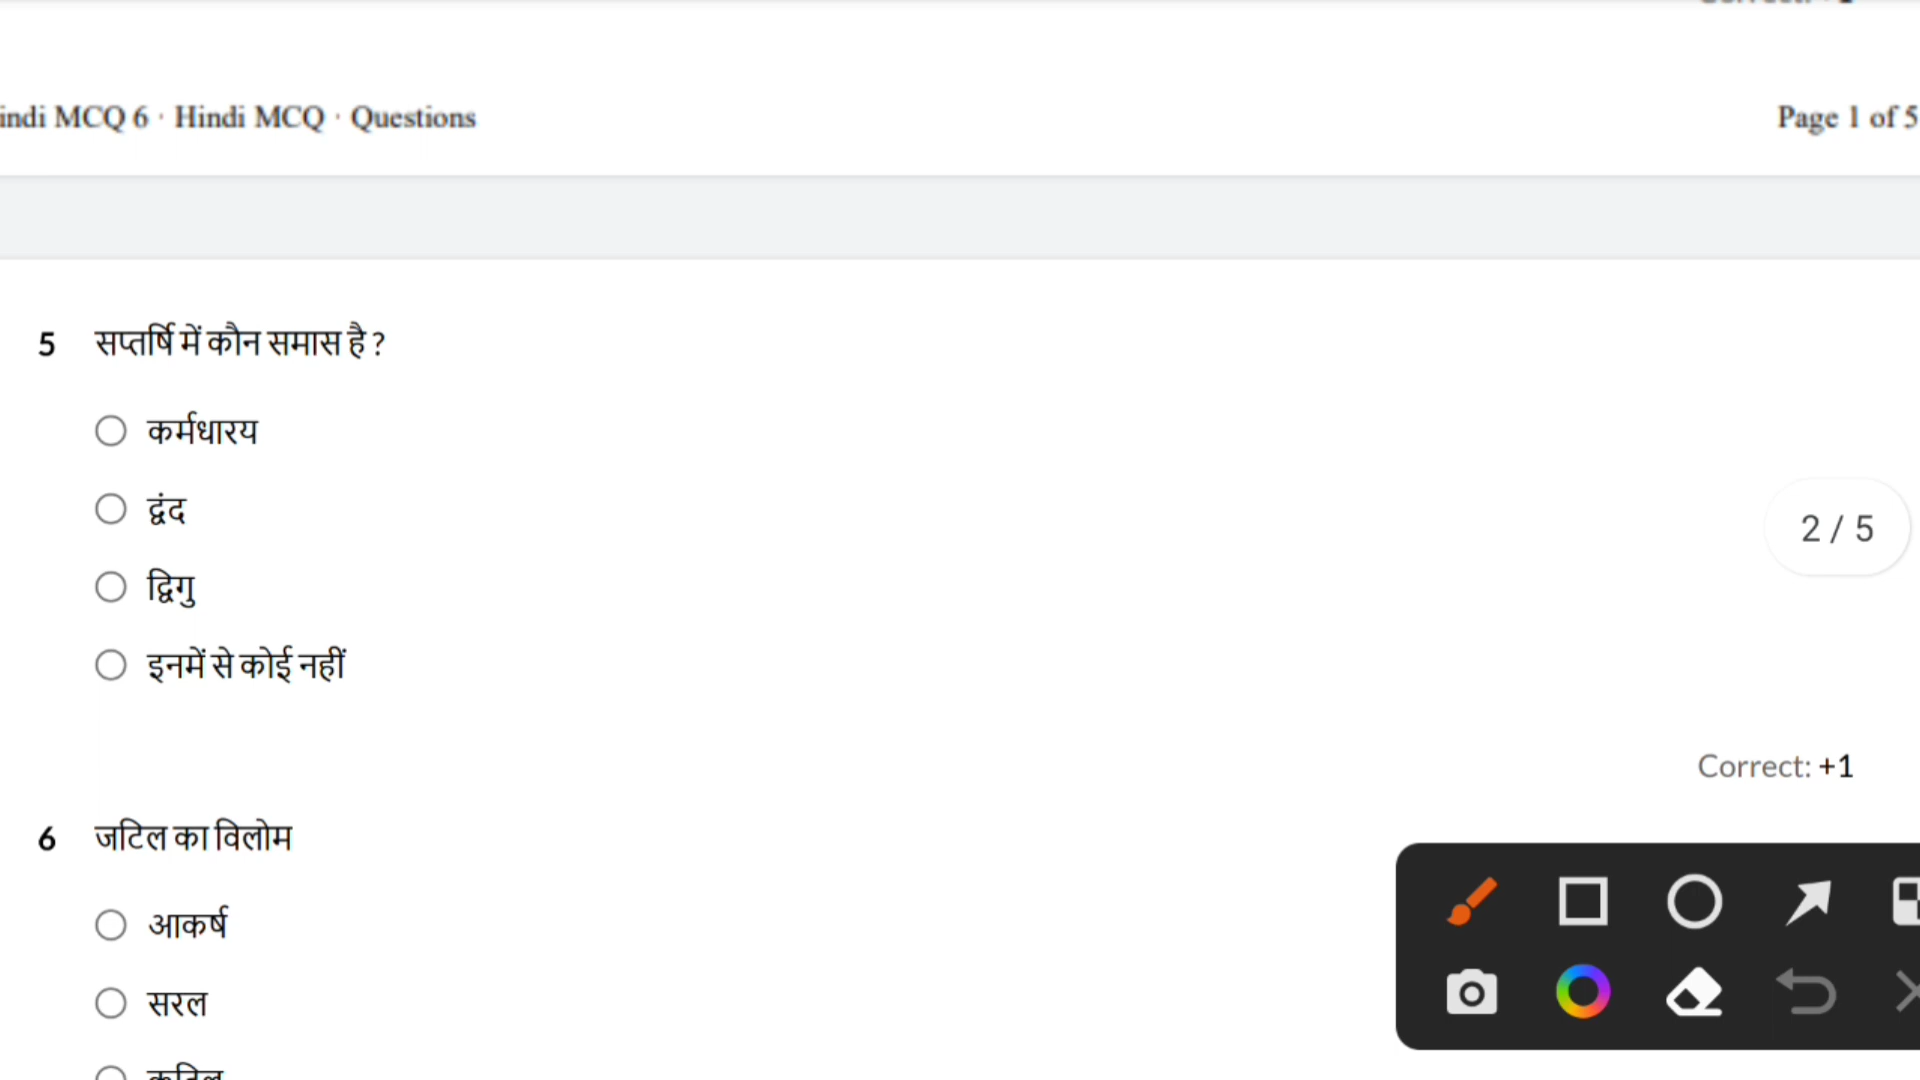 indi MCQ 6 · Hindi MCQ · Questions
Page 1 of 5
5 सप्तर्षि में कौन समास है ?
कर्मधारय
द्वंद
द्विगु
2 / 5
इनमें से कोई नहीं
Correct: +1
6 जटिल का विलोम
आकर्ष
सरल